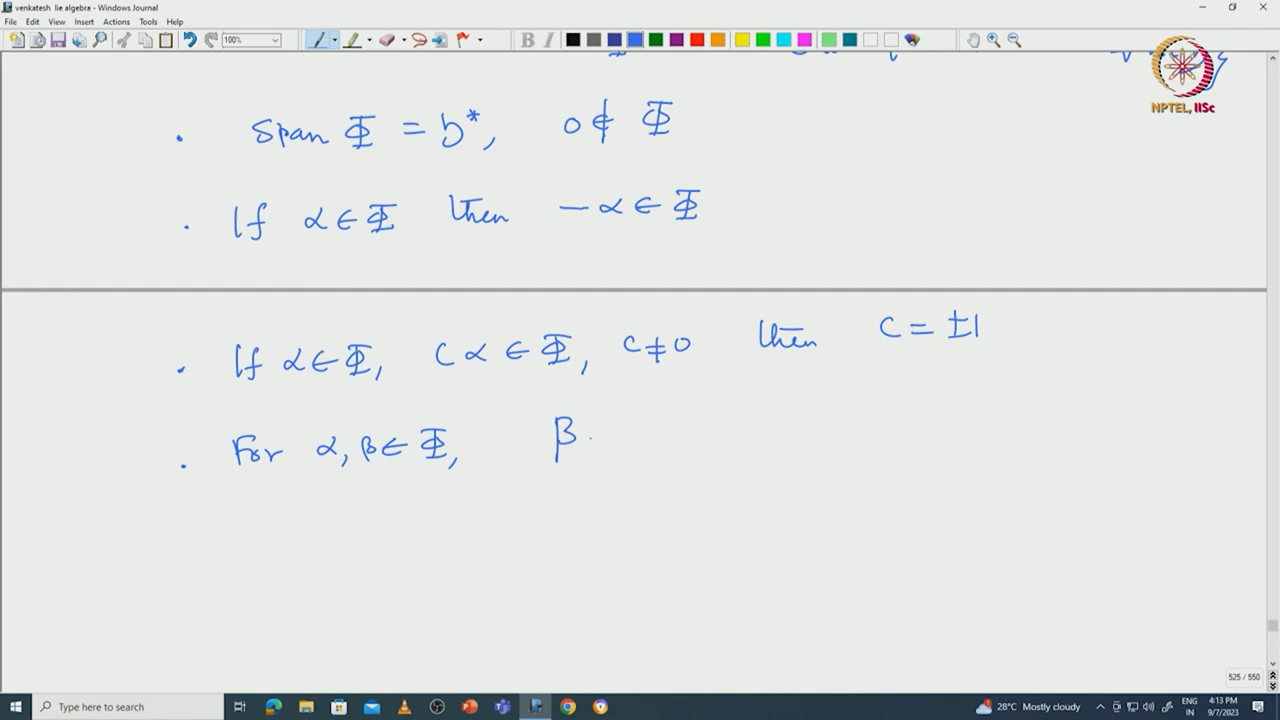 venkatesh lie algebra - Windows Journal
File Edit View Insert Actions Tools Help
100%
B I
NPTEL, IISc
. Span Φ = h*, 0 ∉ Φ
. If α ∈ Φ then − α ∈ Φ
. If α ∈ Φ, C α ∈ Φ, C ≠ 0 then C = ±1
. For α, β ∈ Φ, β .
525 / 550
Type here to search
28°C Mostly cloudy
ENG
IN
4:13 PM
9/7/2023